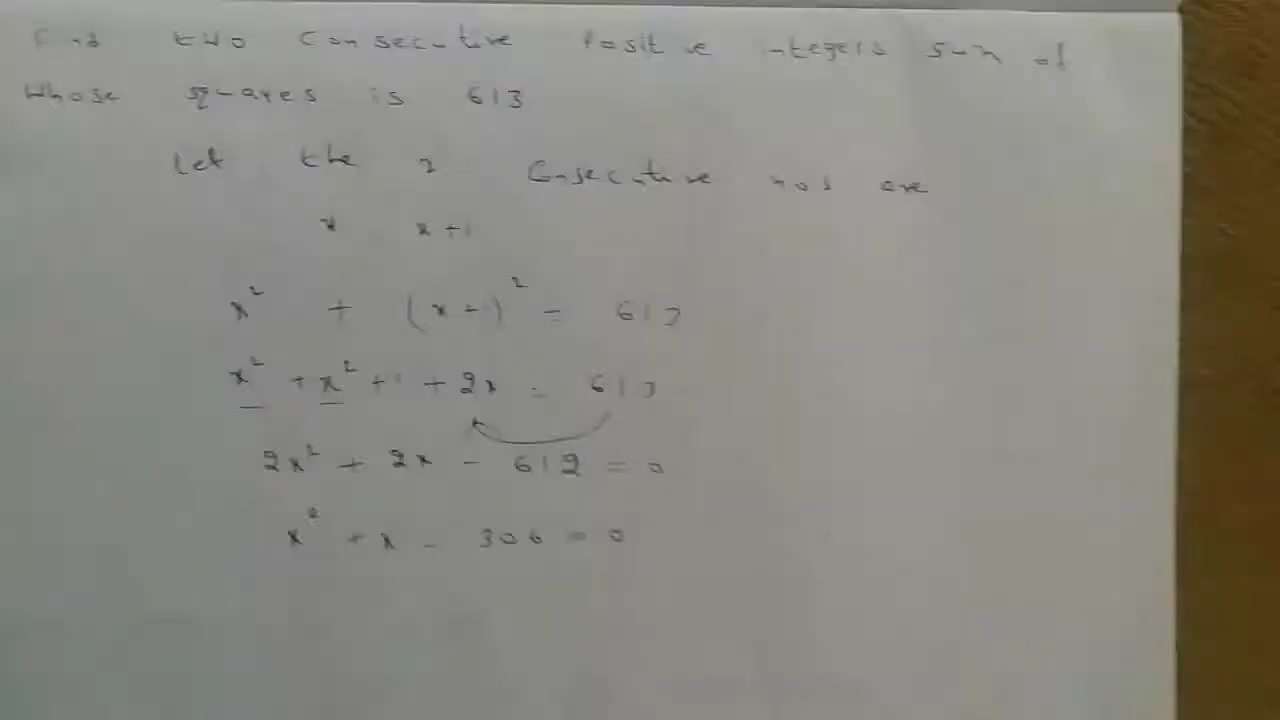 Find two consecutive Positive integers sum of
whose squares is 613
Let the 2 Consecutive nos are
x x+1
x² + (x+1)² = 613
x² + x² + 1 + 2x = 613
2x² + 2x - 612 = 0
x² + x - 306 = 0